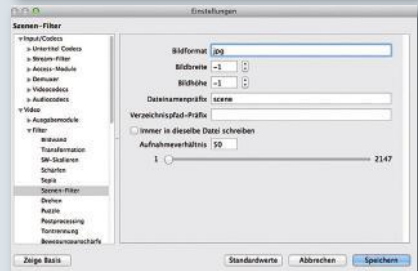 Einstellungen
Szenen-Filter
Input/Codecs
Untertitel Codecs
Stream-Filter
Access-Module
Demuxer
Videocodecs
Audiocodecs
Video
Ausgabemodule
Filter
Bildwand
Transformation
SW-Skalieren
Schärfen
Sepia
Szenen-Filter
Drehen
Puzzle
Postprocessing
Tontrennung
Bewegungsunschärfe
Bildformat jpg
Bildbreite -1
Bildhöhe -1
Dateinamenpräfix scene
Verzeichnispfad-Präfix
Immer in dieselbe Datei schreiben
Aufnahmeverhältnis 50
1 2147
Zeige Basis Standardwerte Abbrechen Speichern